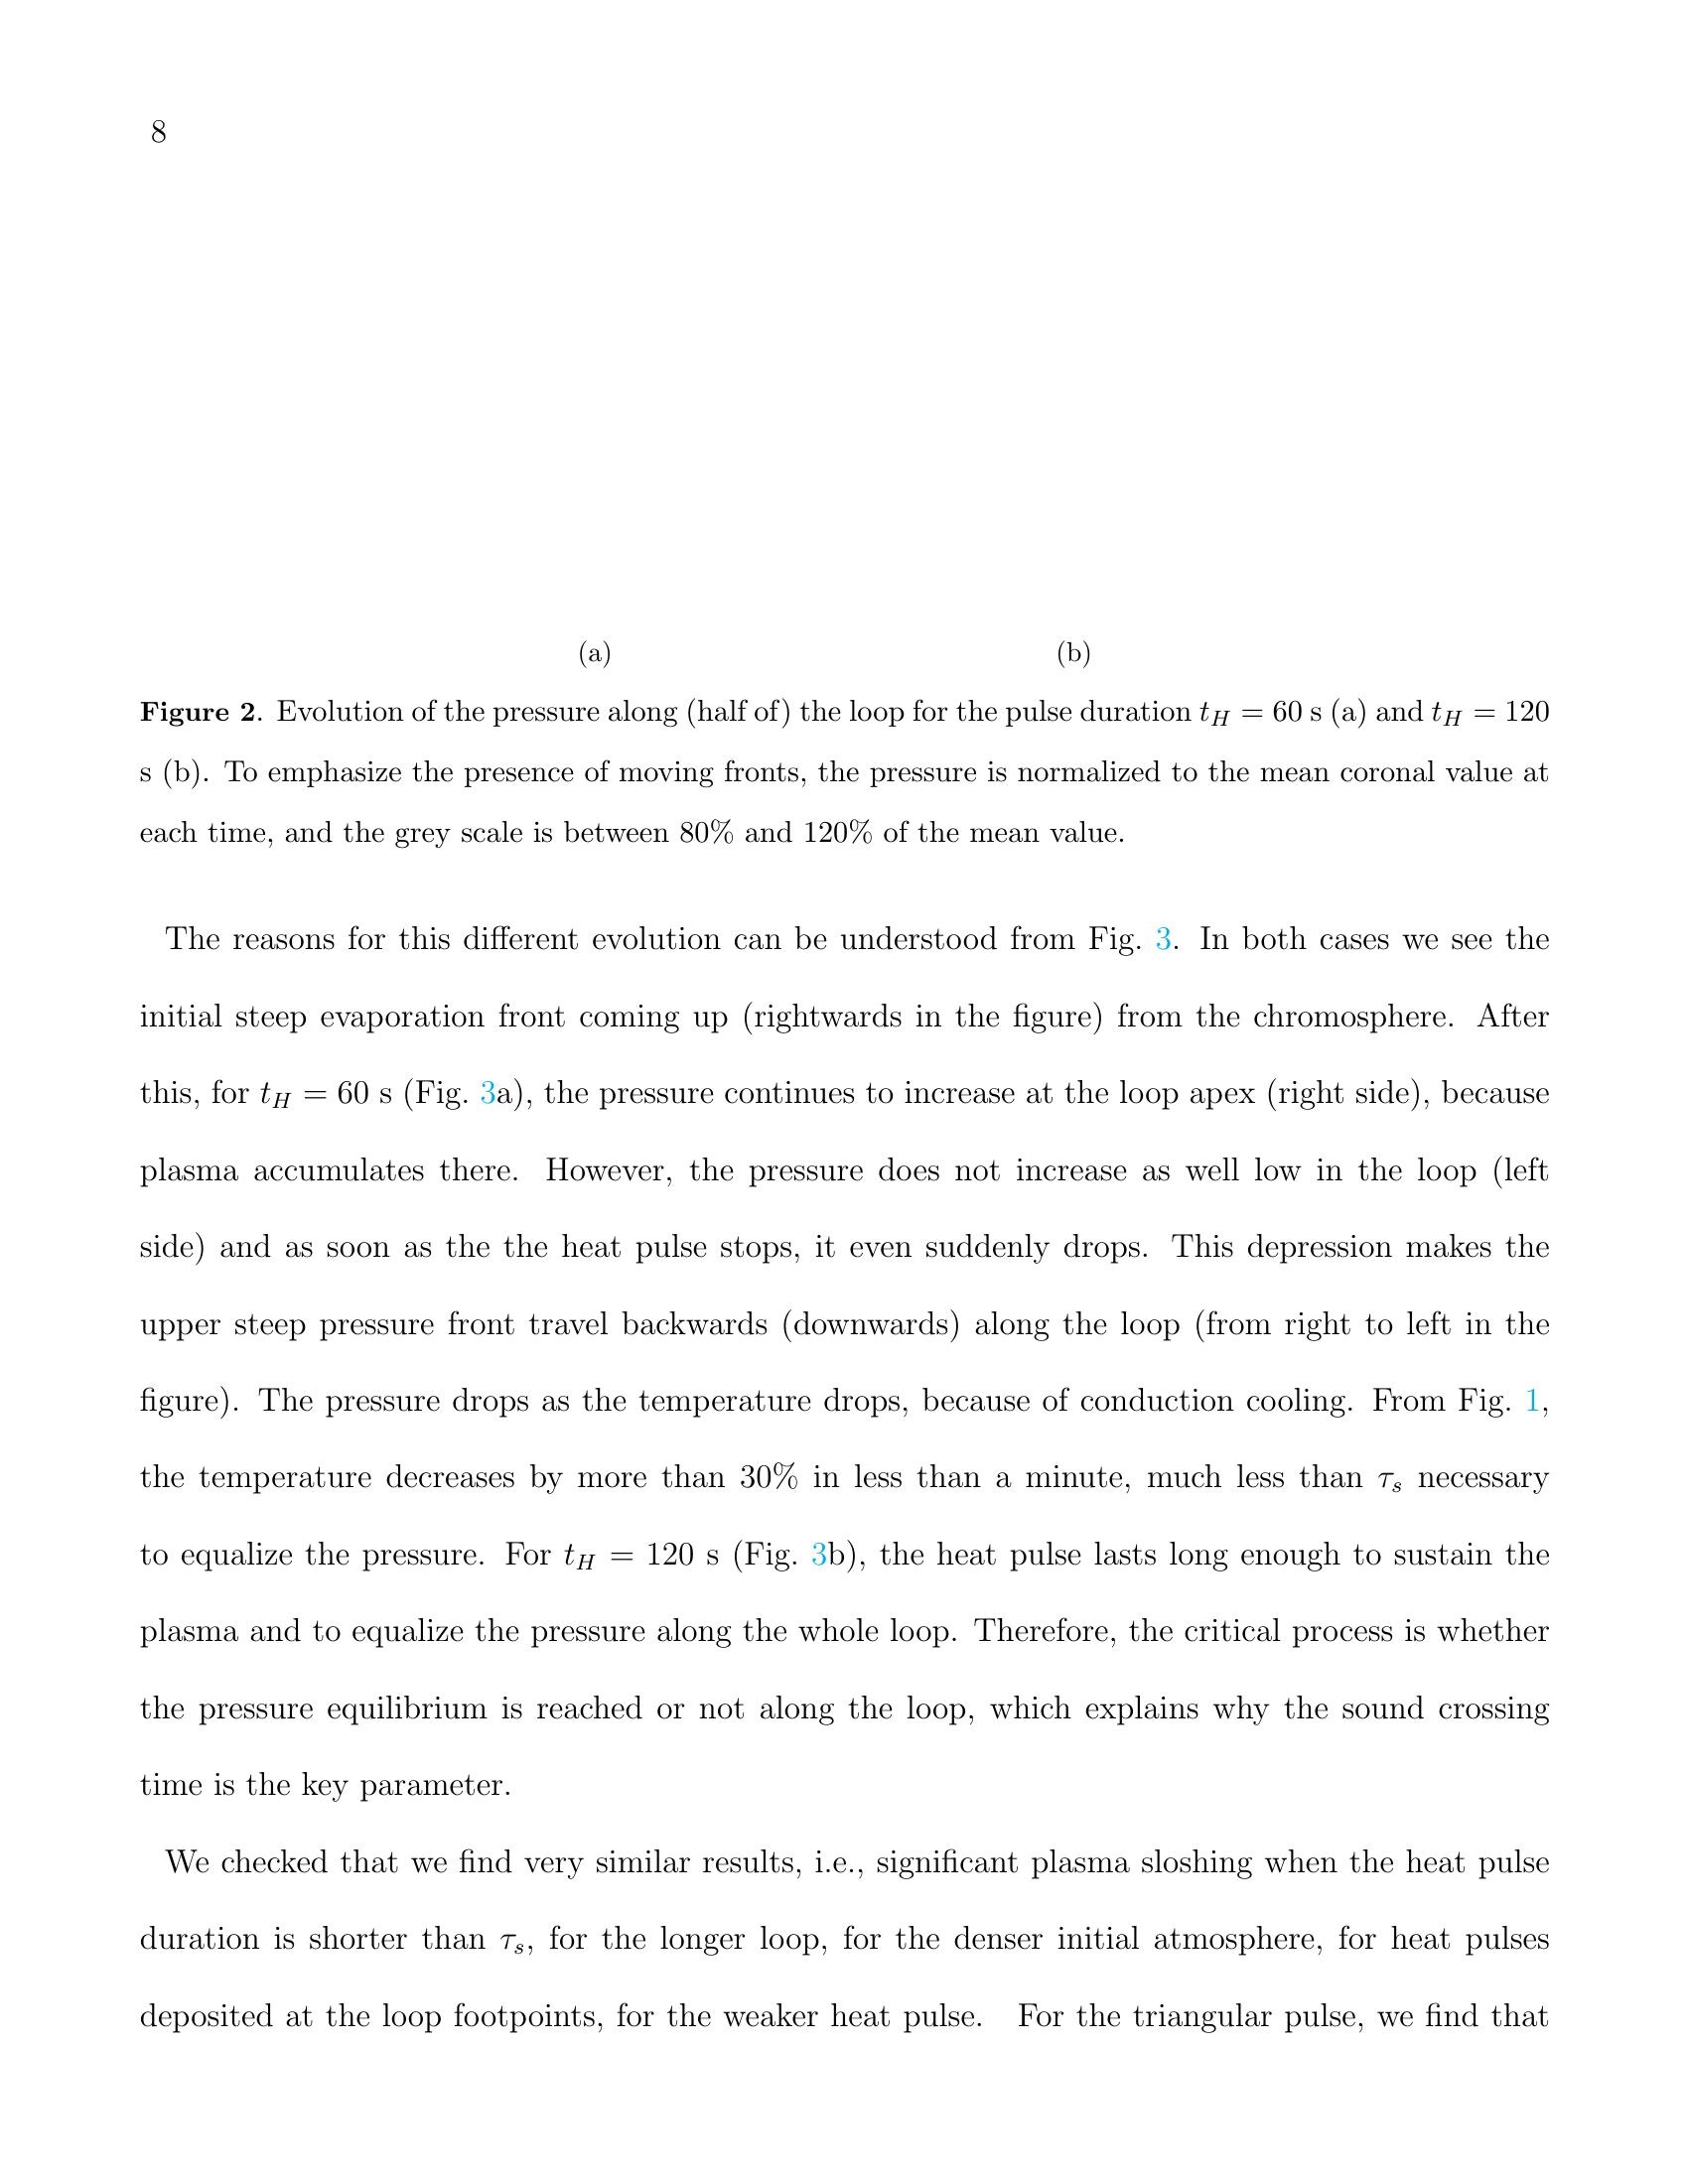 8
(a) (b)
Figure 2. Evolution of the pressure along (half of) the loop for the pulse duration t_H = 60 s (a) and t_H = 120
s (b). To emphasize the presence of moving fronts, the pressure is normalized to the mean coronal value at
each time, and the grey scale is between 80% and 120% of the mean value.
The reasons for this different evolution can be understood from Fig. 3. In both cases we see the
initial steep evaporation front coming up (rightwards in the figure) from the chromosphere. After
this, for t_H = 60 s (Fig. 3a), the pressure continues to increase at the loop apex (right side), because
plasma accumulates there. However, the pressure does not increase as well low in the loop (left
side) and as soon as the the heat pulse stops, it even suddenly drops. This depression makes the
upper steep pressure front travel backwards (downwards) along the loop (from right to left in the
figure). The pressure drops as the temperature drops, because of conduction cooling. From Fig. 1,
the temperature decreases by more than 30% in less than a minute, much less than τ_s necessary
to equalize the pressure. For t_H = 120 s (Fig. 3b), the heat pulse lasts long enough to sustain the
plasma and to equalize the pressure along the whole loop. Therefore, the critical process is whether
the pressure equilibrium is reached or not along the loop, which explains why the sound crossing
time is the key parameter.
We checked that we find very similar results, i.e., significant plasma sloshing when the heat pulse
duration is shorter than τ_s, for the longer loop, for the denser initial atmosphere, for heat pulses
deposited at the loop footpoints, for the weaker heat pulse. For the triangular pulse, we find that